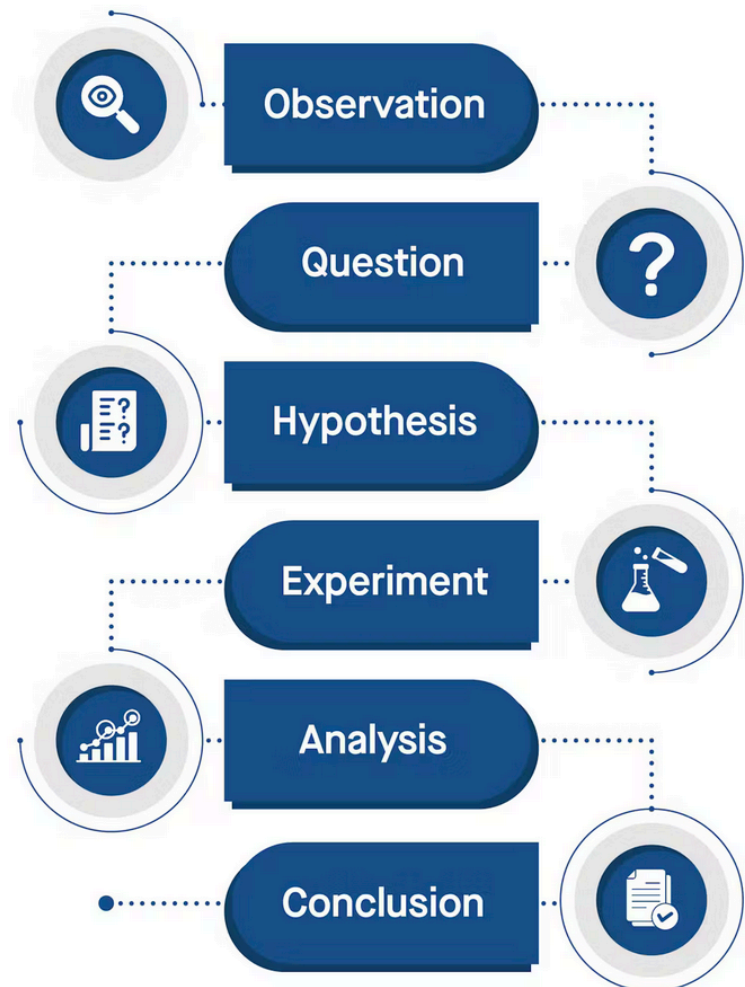 Observation
?
Question
Hypothesis
?
?
Experiment
Analysis
Conclusion